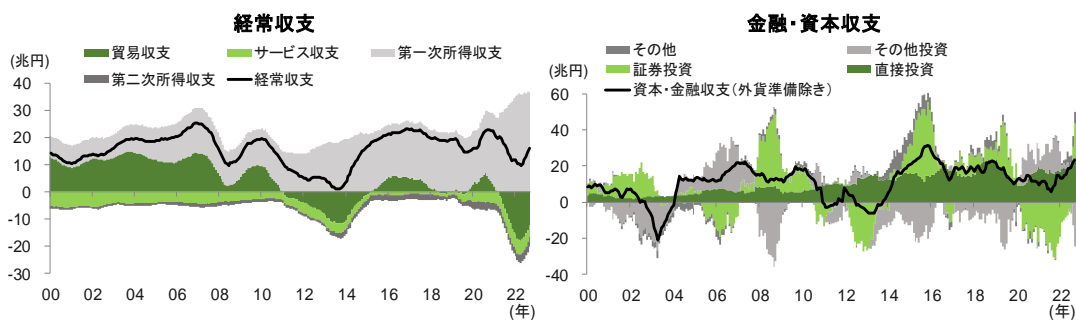 経常収支
(兆円)
貿易収支 サービス収支 第一次所得収支
第二次所得収支 経常収支
40
30
20
10
0
-10
-20
-30
00 02 04 06 08 10 12 14 16 18 20 22
(年)
金融・資本収支
その他 その他投資
(兆円)
証券投資 直接投資
資本・金融収支(外貨準備除き)
60
40
20
0
-20
-40
00 02 04 06 08 10 12 14 16 18 20 22
(年)